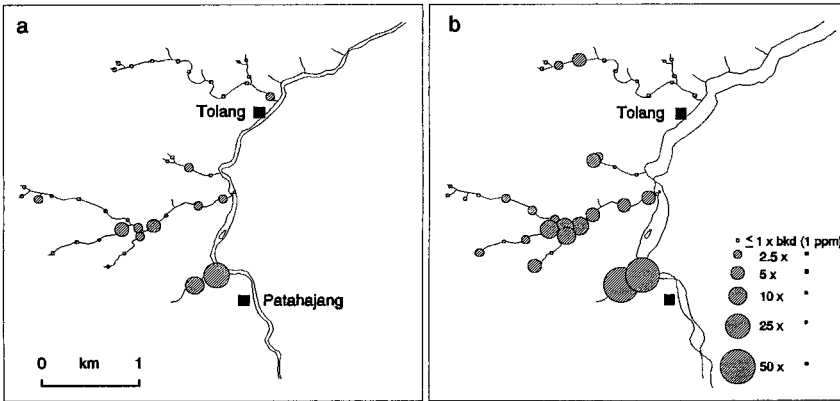 a
Tolang
Patahajang
0 km 1
b
Tolang
≤ 1 x bkd (1 ppm)
2.5 x "
5 x "
10 x "
25 x "
50 x "